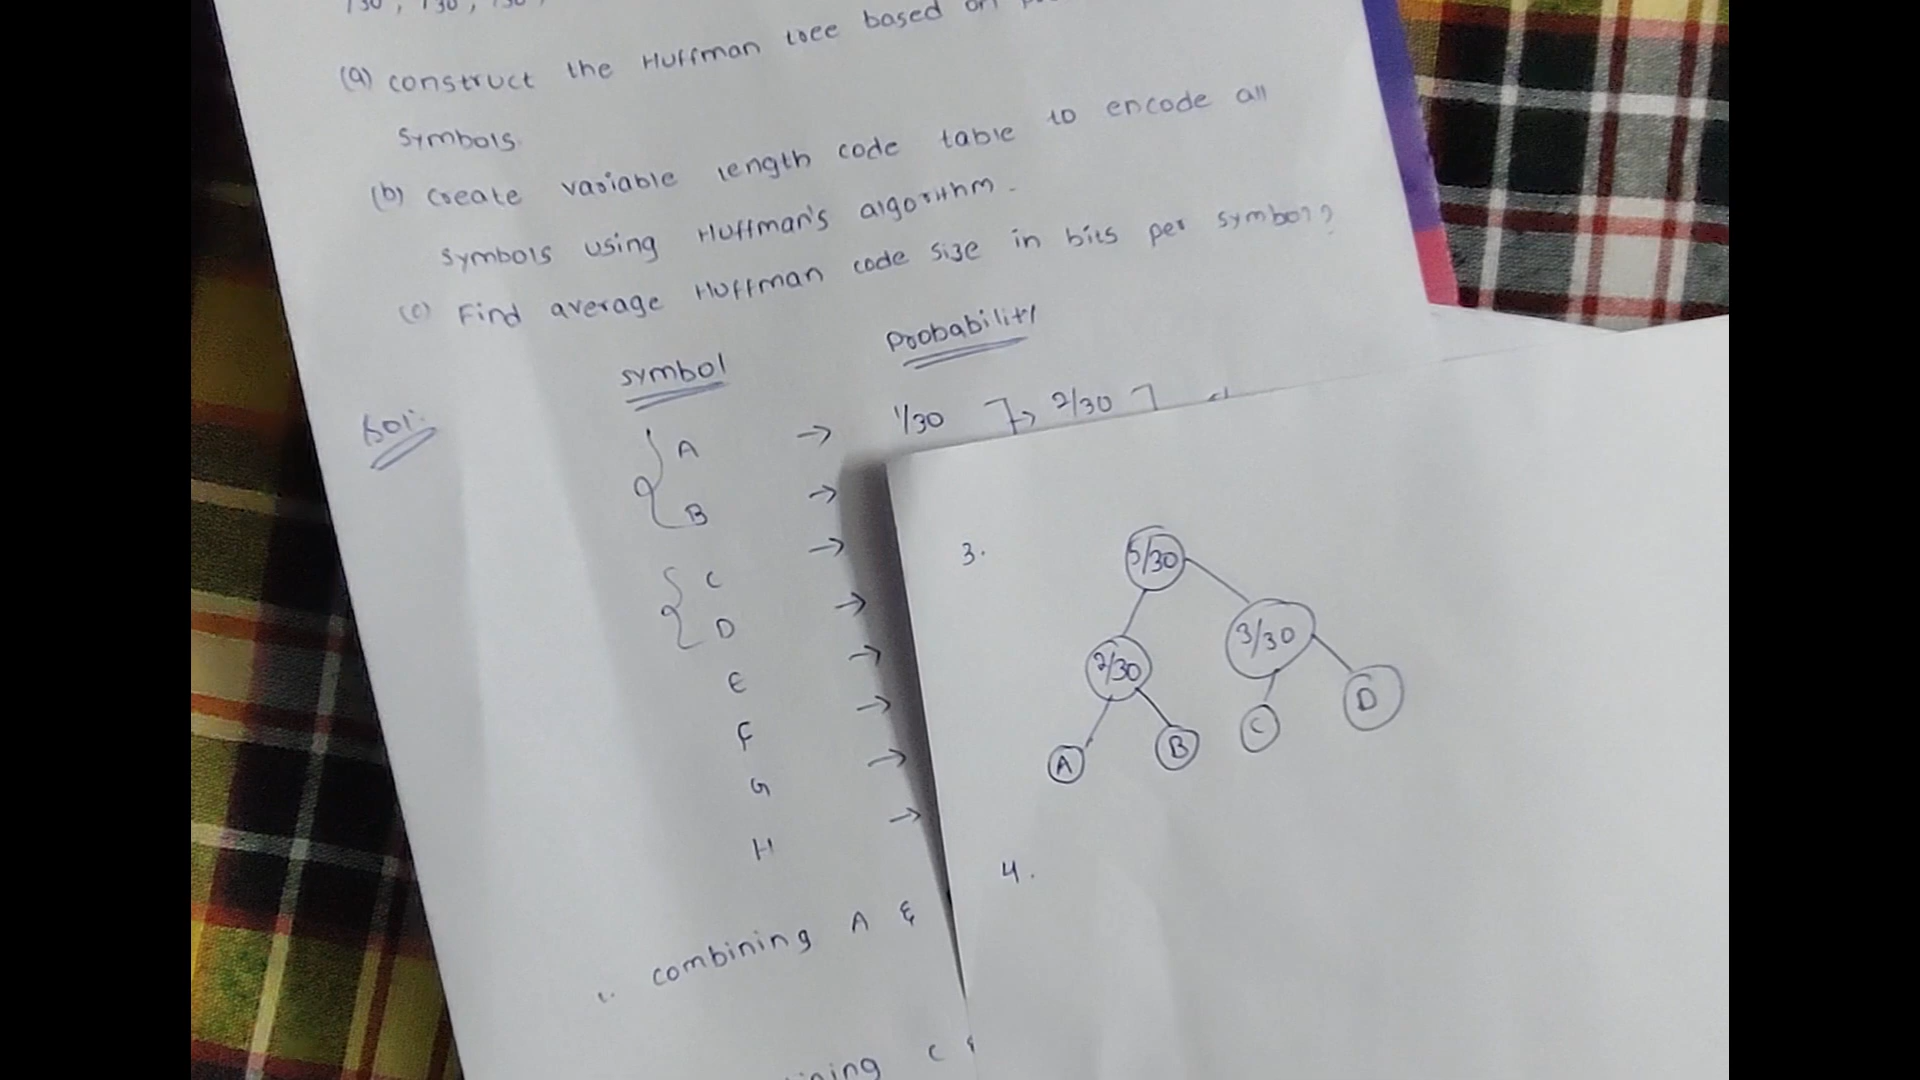 (a) construct the Huffman tree based on
symbols.
(b) create variable length code table to encode all
symbols using Huffman's algorithm.
(c) Find average Huffman code size in bits per symbol?
symbol probability
Sol:
A → 1/30 → 2/30
B →
→
C
D →
E →
F →
G →
H →
1. combining A &
C &
3.
5/30
2/30 3/30
A B C D
4.